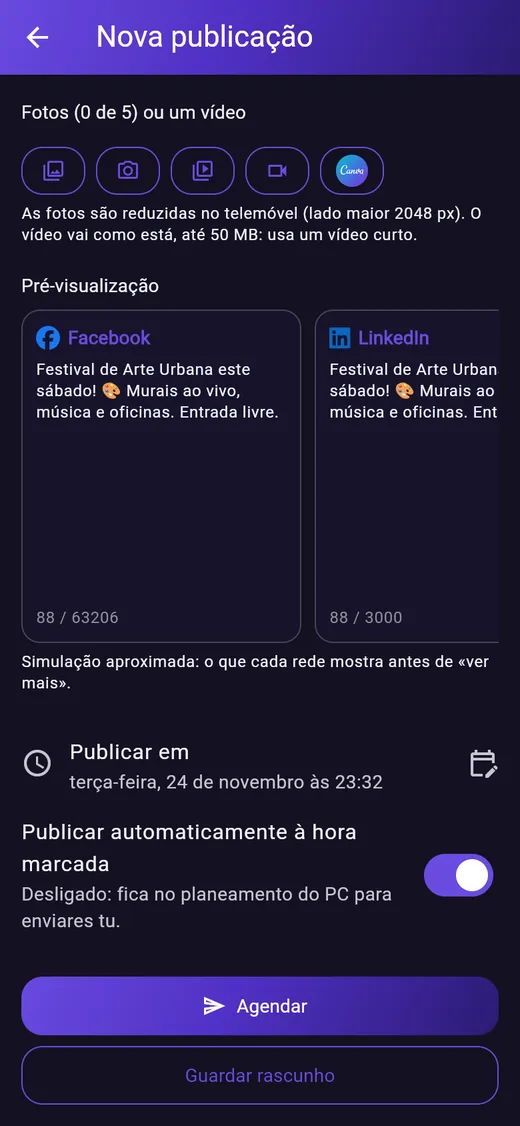 Nova publicação
Fotos (0 de 5) ou um vídeo
Canva
As fotos são reduzidas no telemóvel (lado maior 2048 px). O
vídeo vai como está, até 50 MB: usa um vídeo curto.
Pré-visualização
Facebook
Festival de Arte Urbana este
sábado! 🎨 Murais ao vivo,
música e oficinas. Entrada livre.
88 / 63206
LinkedIn
Festival de Arte Urban
sábado! 🎨 Murais ao
música e oficinas. Ent
88 / 3000
Simulação aproximada: o que cada rede mostra antes de «ver
mais».
Publicar em
terça-feira, 24 de novembro às 23:32
Publicar automaticamente à hora
marcada
Desligado: fica no planeamento do PC para
enviares tu.
Agendar
Guardar rascunho